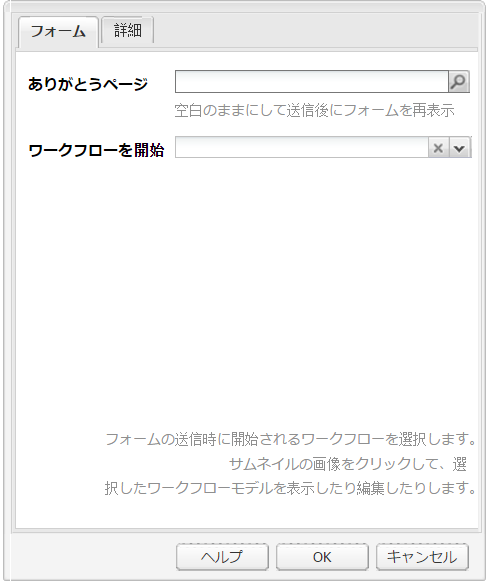 フォーム 詳細
ありがとうページ
空白のままにして送信後にフォームを再表示
ワークフローを開始
フォームの送信時に開始されるワークフローを選択します。
サムネイルの画像をクリックして、選
択したワークフローモデルを表示したり編集したりします。
ヘルプ OK キャンセル